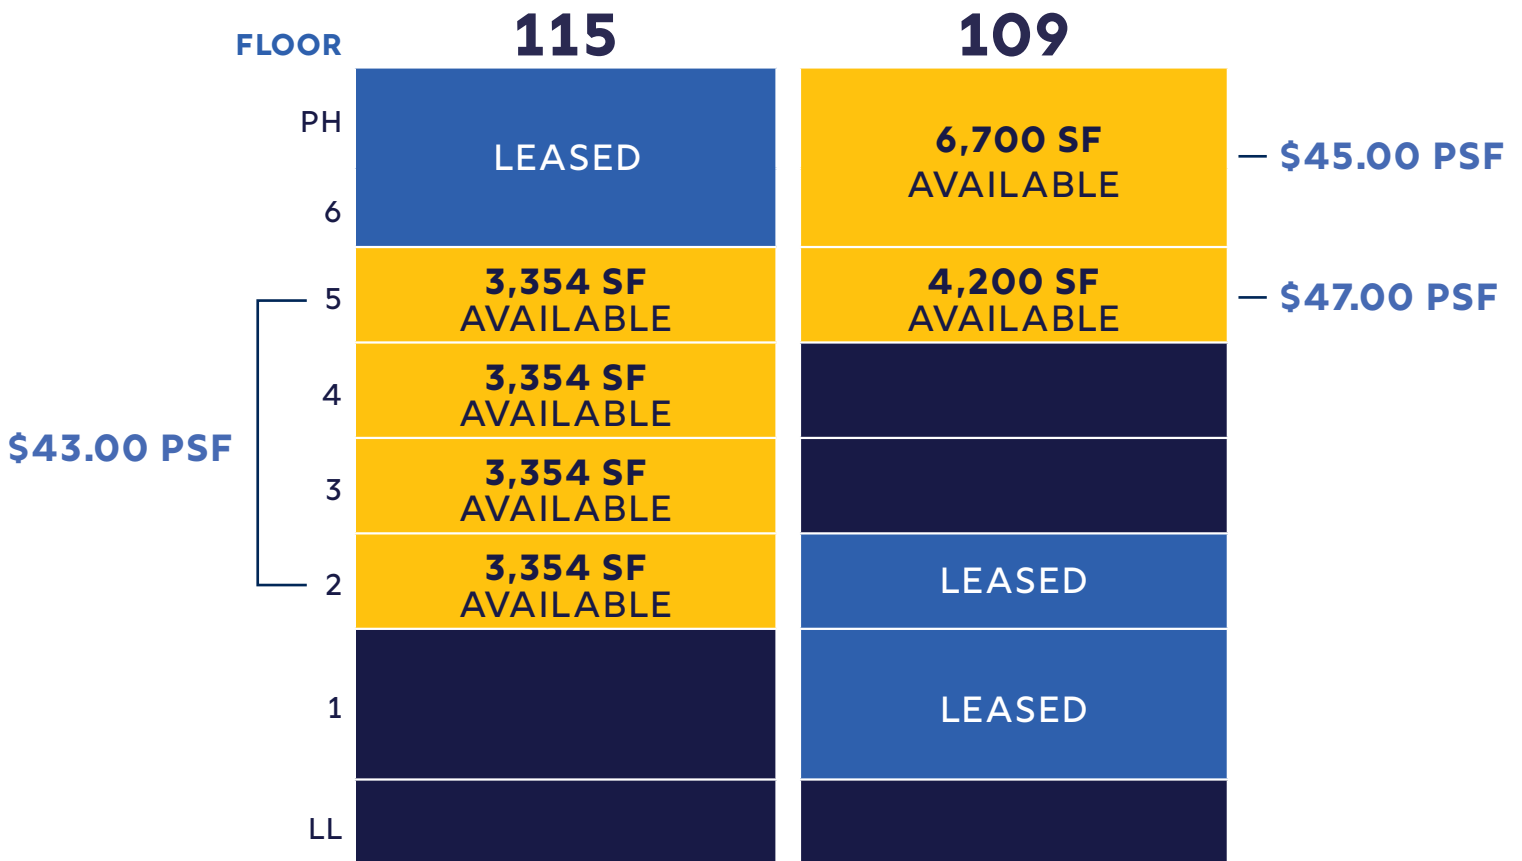 FLOOR 115 109
PH
LEASED
6,700 SF
AVAILABLE
$45.00 PSF
6
5
3,354 SF
AVAILABLE
4,200 SF
AVAILABLE
$47.00 PSF
4
3,354 SF
AVAILABLE
$43.00 PSF
3
3,354 SF
AVAILABLE
2
3,354 SF
AVAILABLE
LEASED
1
LEASED
LL